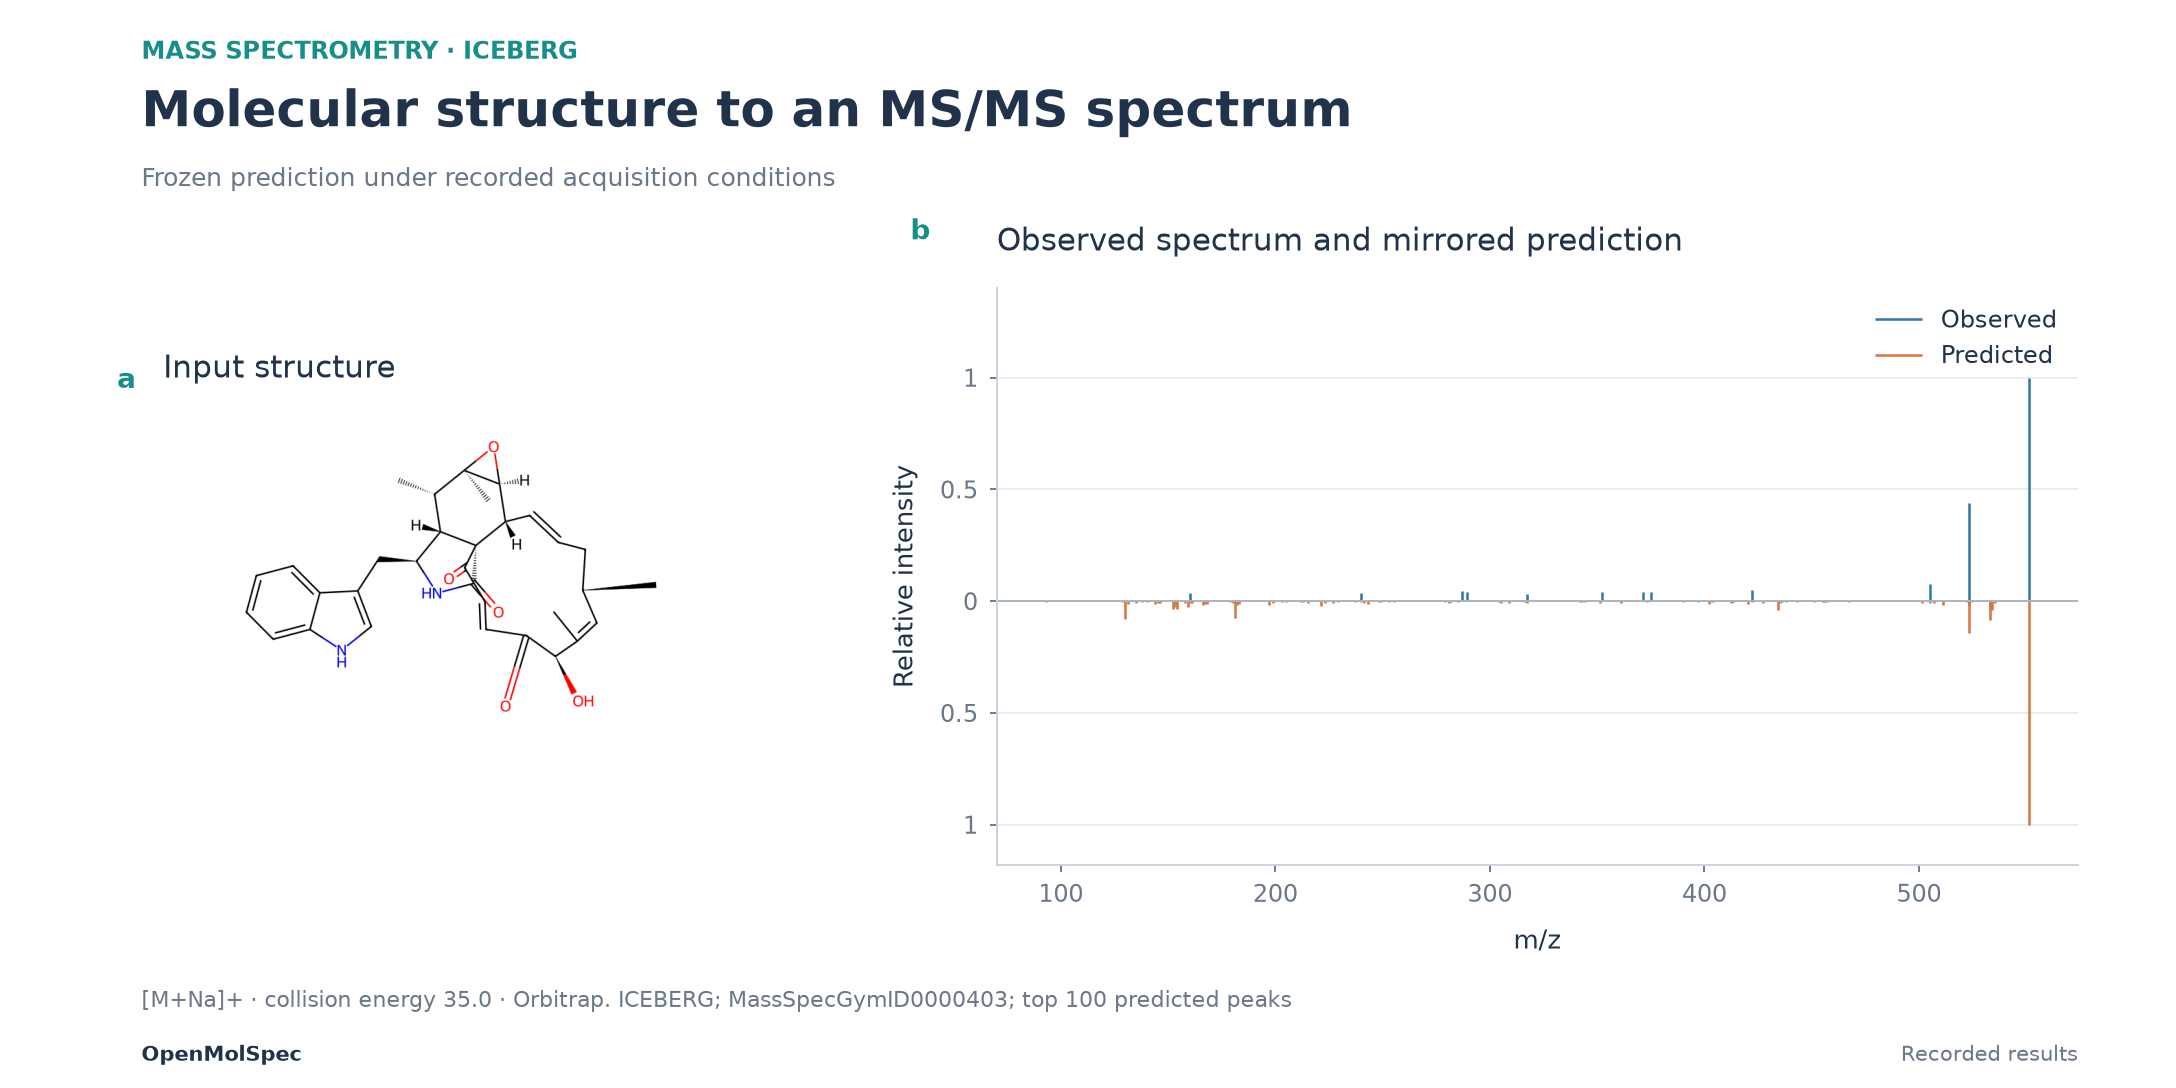 MASS SPECTROMETRY · ICEBERG
Molecular structure to an MS/MS spectrum
Frozen prediction under recorded acquisition conditions
a
Input structure
O
H
H
H
O
HN
O
N
H
O
OH
b
Observed spectrum and mirrored prediction
Observed
Predicted
Relative intensity
1
0.5
0
0.5
1
100
200
300
400
500
m/z
[M+Na]+ · collision energy 35.0 · Orbitrap. ICEBERG; MassSpecGymID0000403; top 100 predicted peaks
OpenMolSpec
Recorded results